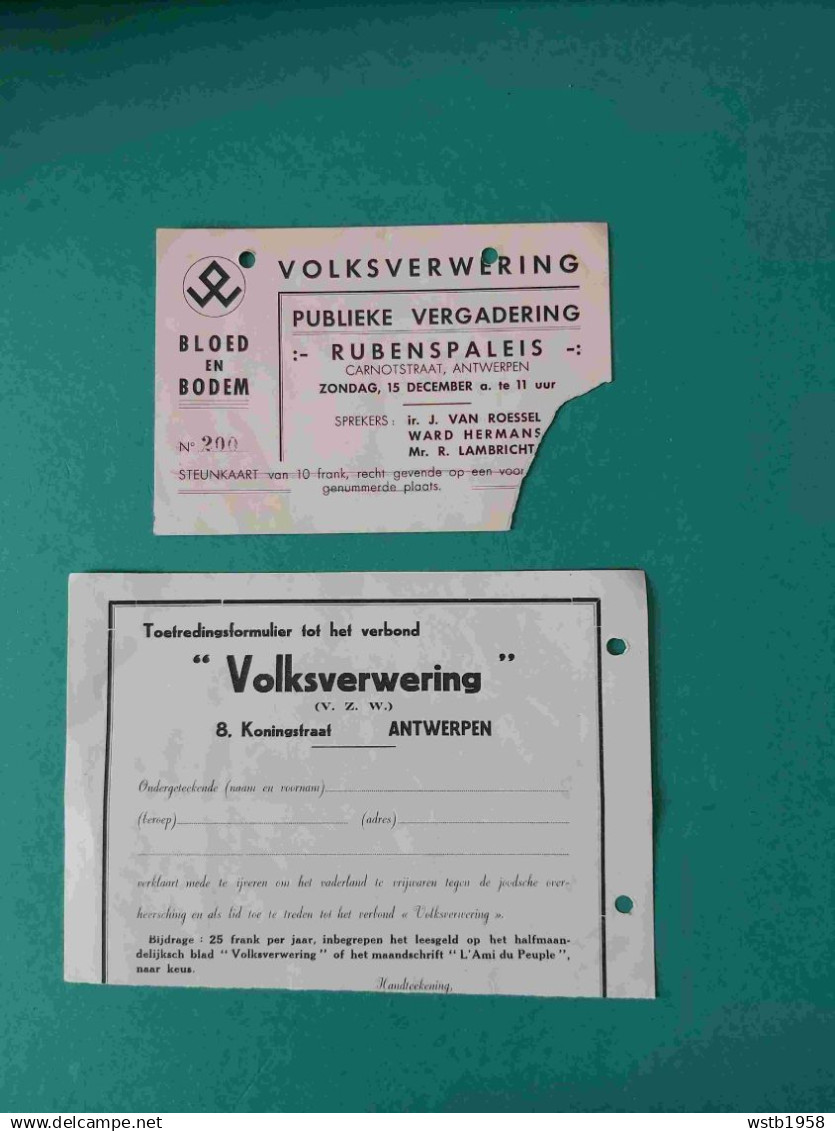 VOLKSVERWERING
BLOED
EN
BODEM
Nº 200
PUBLIEKE VERGADERING
:- RUBENSPALEIS -:
CARNOTSTRAAT, ANTWERPEN
ZONDAG, 15 DECEMBER a. te 11 uur
SPREKERS : ir. J. VAN ROESSEL
WARD HERMANS
Mr. R. LAMBRICHT
STEUNKAART van 10 frank, recht gevende op een voor
genummerde plaats.
Toetredingsformulier tot het verbond
“ Volksverwering ”
(V. Z. W.)
8, Koningstraat ANTWERPEN
Ondergeteekende (naam en voornam)
(beroep) (adres)
verklaart mede te ijveren om het vaderland te vrijwaren tegen de joodsche over-
heersching en als lid toe te treden tot het verbond « Volksverwering ».
Bijdrage : 25 frank per jaar, inbegrepen het leesgeld op het halfmaan-
delijksch blad “ Volksverwering ” of het maandschrift “ L'Ami du Peuple ”,
naar keus.
Handteekening,
wstb1958